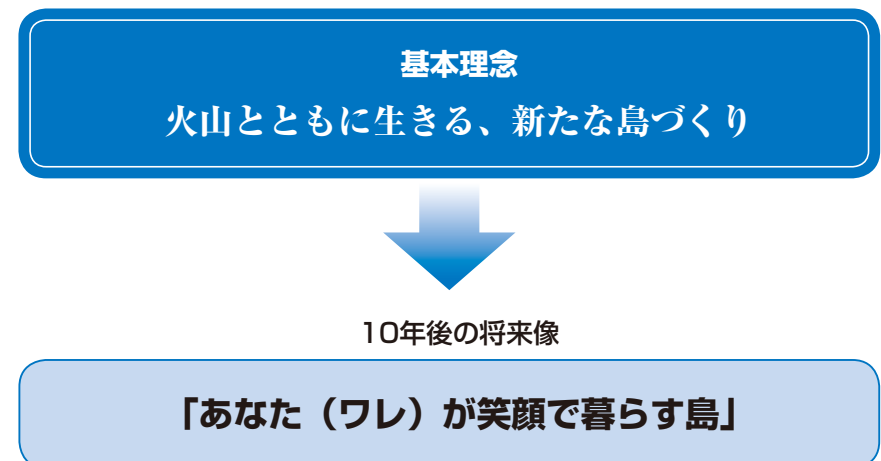 基本理念
火山とともに生きる、新たな島づくり
10年後の将来像
「あなた（ワレ）が笑顔で暮らす島」